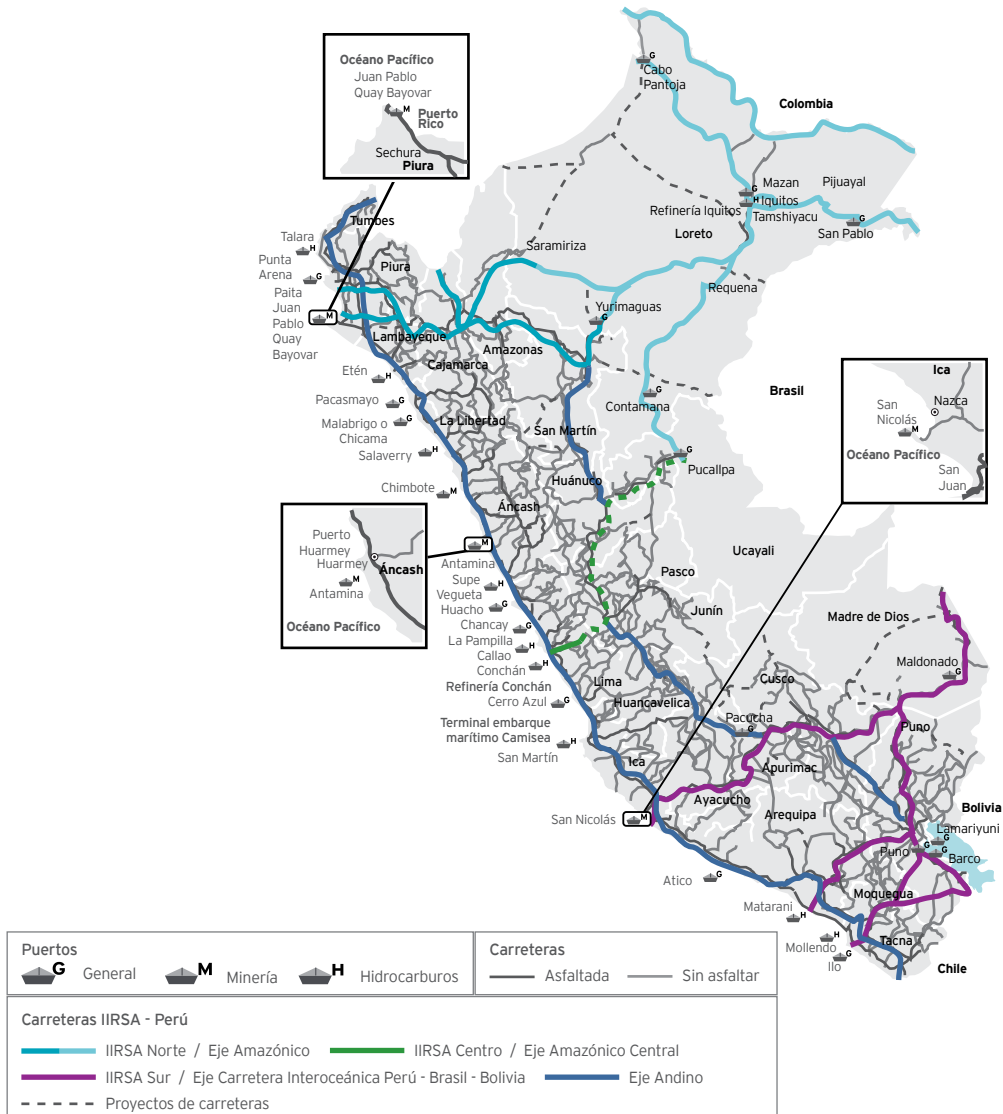 Océano Pacífico
Juan Pablo
Quay Bayovar
M
Puerto
Rico
Sechura
Piura
G
Cabo
Pantoja
Colombia
Mazan
G
H
Iquitos
Pijuayal
Refinería Iquitos
Tamshiyacu
G
San Pablo
Loreto
Tumbes
Talara
H
Saramiriza
Punta
Arena
G
Piura
Requena
Paita
Juan
Pablo
Quay
Bayovar
M
Yurimaguas
G
Lambayeque
Amazonas
Cajamarca
Etén
H
Brasil
Ica
Nazca
San
Nicolás
M
Océano Pacífico
San
Juan
Pacasmayo
G
Contamana
G
Malabrigo o
Chicama
G
La Libertad
San Martín
Salaverry
H
Pucallpa
G
Huánuco
Chimbote
M
Áncash
Puerto
Huarmey
Huarmey
Áncash
M
Antamina
Océano Pacífico
M
Antamina
Ucayali
Supe
H
Vegueta
Pasco
Huacho
G
Junín
Madre de Dios
Chancay
G
La Pampilla
H
Callao
Conchán
H
Maldonado
G
Lima
Cusco
Refinería Conchán
Cerro Azul
G
Huancavelica
Pacucha
G
Puno
Terminal embarque
marítimo Camisea
H
San Martín
Ica
Apurimac
Ayacucho
Bolivia
San Nicolás
M
Arequipa
Lamariyuni
G
Puno
G
G
Barco
Atico
G
Moquegua
Matarani
H
Mollendo
H
Tacna
Ilo
G
Chile
Puertos
G General
M Minería
H Hidrocarburos
Carreteras
Asfaltada
Sin asfaltar
Carreteras IIRSA - Perú
IIRSA Norte / Eje Amazónico
IIRSA Centro / Eje Amazónico Central
IIRSA Sur / Eje Carretera Interoceánica Perú - Brasil - Bolivia
Eje Andino
Proyectos de carreteras